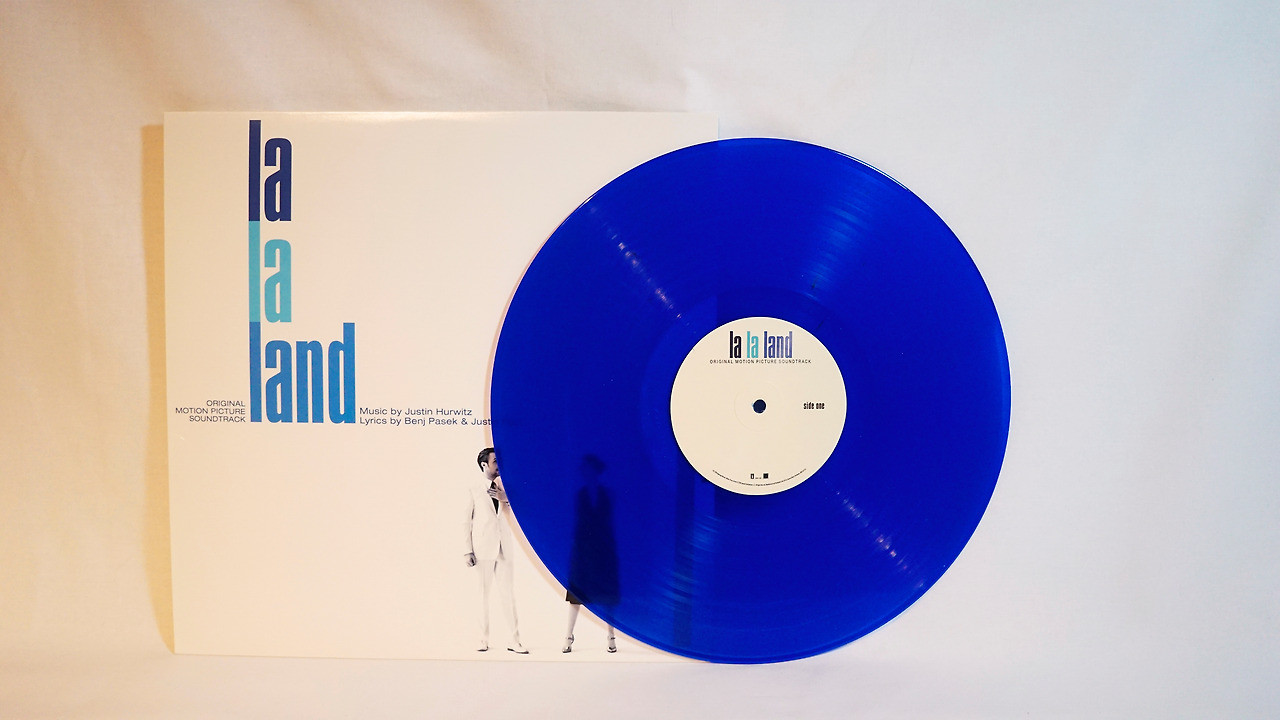 la
la
land
ORIGINAL
MOTION PICTURE
SOUNDTRACK
Music by Justin Hurwitz
Lyrics by Benj Pasek & Just
la la land
ORIGINAL MOTION PICTURE SOUNDTRACK
side one